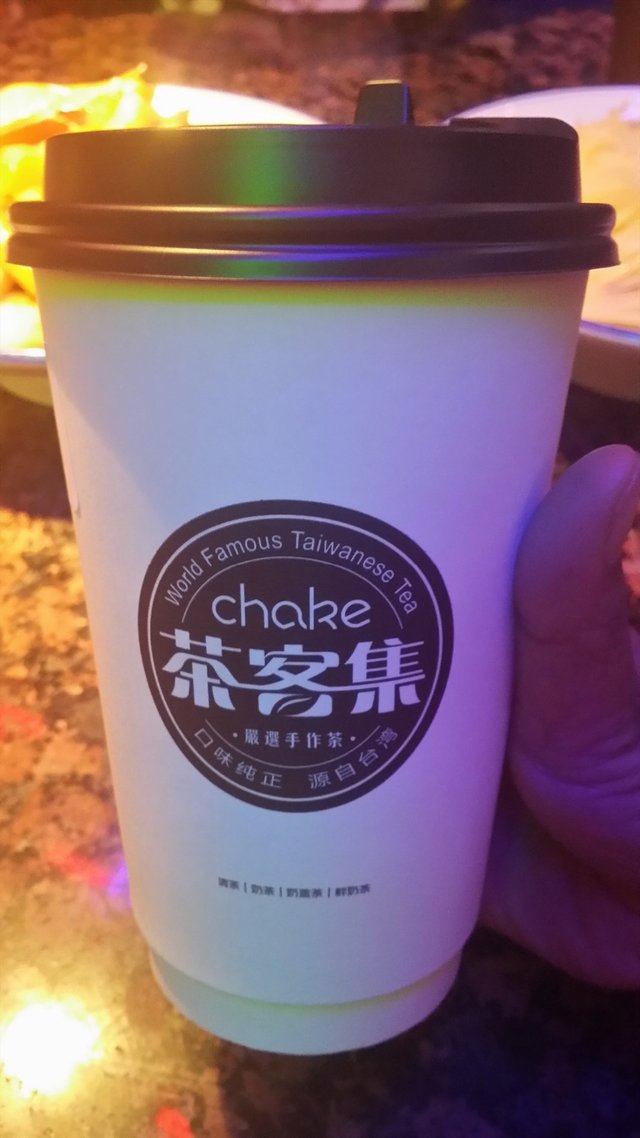 World Famous Taiwanese Tea
chake
茶客集
·嚴選手作茶·
口味纯正 源自台湾
清茶 | 奶茶 | 奶蓋茶 | 鮮奶茶